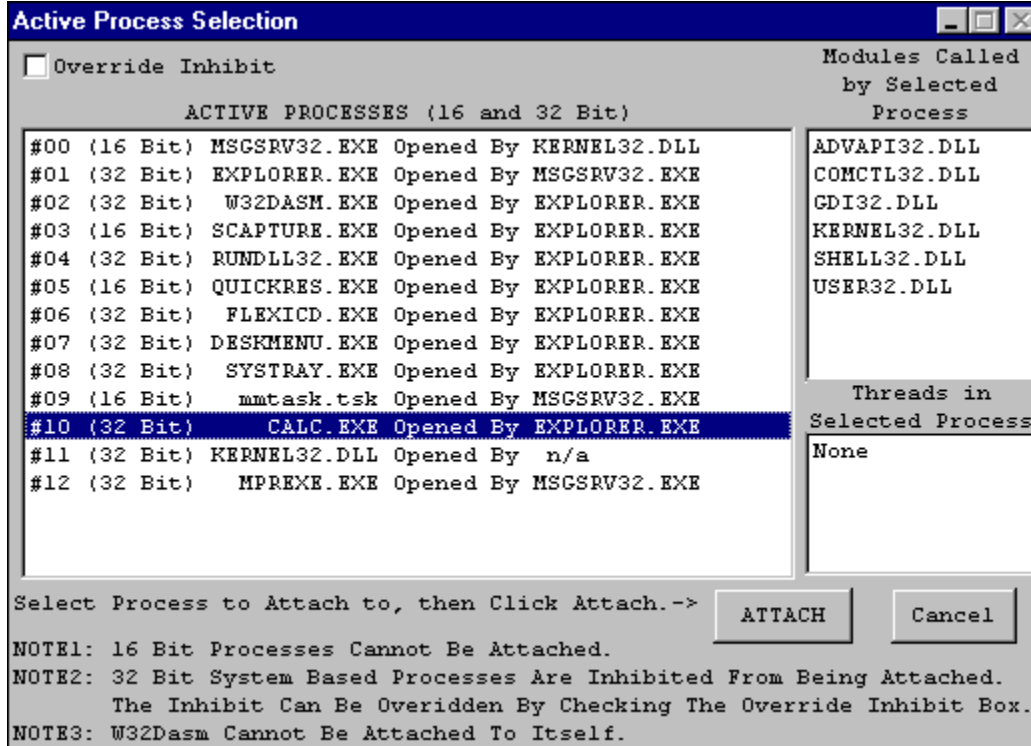 Active Process Selection
Override Inhibit
ACTIVE PROCESSES (16 and 32 Bit)
#00 (16 Bit) MSGSRV32.EXE Opened By KERNEL32.DLL
#01 (32 Bit) EXPLORER.EXE Opened By MSGSRV32.EXE
#02 (32 Bit) W32DASM.EXE Opened By EXPLORER.EXE
#03 (16 Bit) SCAPTURE.EXE Opened By EXPLORER.EXE
#04 (32 Bit) RUNDLL32.EXE Opened By EXPLORER.EXE
#05 (16 Bit) QUICKRES.EXE Opened By EXPLORER.EXE
#06 (32 Bit) FLEXICD.EXE Opened By EXPLORER.EXE
#07 (32 Bit) DESKMENU.EXE Opened By EXPLORER.EXE
#08 (32 Bit) SYSTRAY.EXE Opened By EXPLORER.EXE
#09 (16 Bit) mmtask.tsk Opened By MSGSRV32.EXE
#10 (32 Bit) CALC.EXE Opened By EXPLORER.EXE
#11 (32 Bit) KERNEL32.DLL Opened By n/a
#12 (32 Bit) MPREXE.EXE Opened By MSGSRV32.EXE
Modules Called
by Selected
Process
ADVAPI32.DLL
COMCTL32.DLL
GDI32.DLL
KERNEL32.DLL
SHELL32.DLL
USER32.DLL
Threads in
Selected Process
None
Select Process to Attach to, then Click Attach.->
ATTACH
Cancel
NOTE1: 16 Bit Processes Cannot Be Attached.
NOTE2: 32 Bit System Based Processes Are Inhibited From Being Attached.
The Inhibit Can Be Overidden By Checking The Override Inhibit Box.
NOTE3: W32Dasm Cannot Be Attached To Itself.